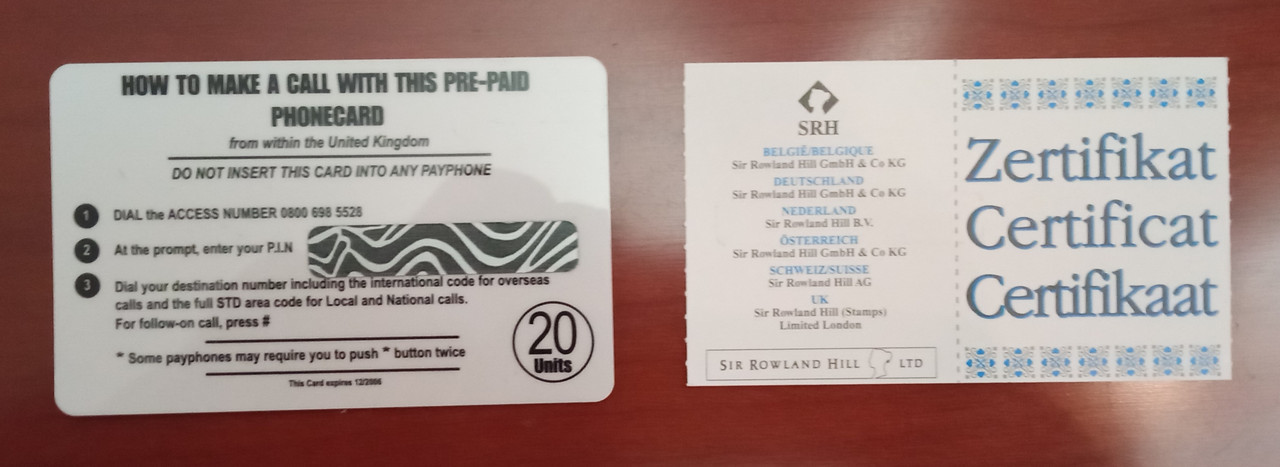 HOW TO MAKE A CALL WITH THIS PRE-PAID
PHONECARD
from within the United Kingdom
DO NOT INSERT THIS CARD INTO ANY PAYPHONE
1 DIAL the ACCESS NUMBER 0800 698 5528
2 At the prompt, enter your P.I.N
3 Dial your destination number including the international code for overseas
calls and the full STD area code for Local and National calls.
For follow-on call, press #
* Some payphones may require you to push * button twice
This Card expires 12/2006
20
Units
SRH
BELGIË/BELGIQUE
Sir Rowland Hill GmbH & Co KG
DEUTSCHLAND
Sir Rowland Hill GmbH & Co KG
NEDERLAND
Sir Rowland Hill B.V.
ÖSTERREICH
Sir Rowland Hill GmbH & Co KG
SCHWEIZ/SUISSE
Sir Rowland Hill AG
UK
Sir Rowland Hill (Stamps)
Limited London
SIR ROWLAND HILL LTD
Zertifikat
Certificat
Certifikaat